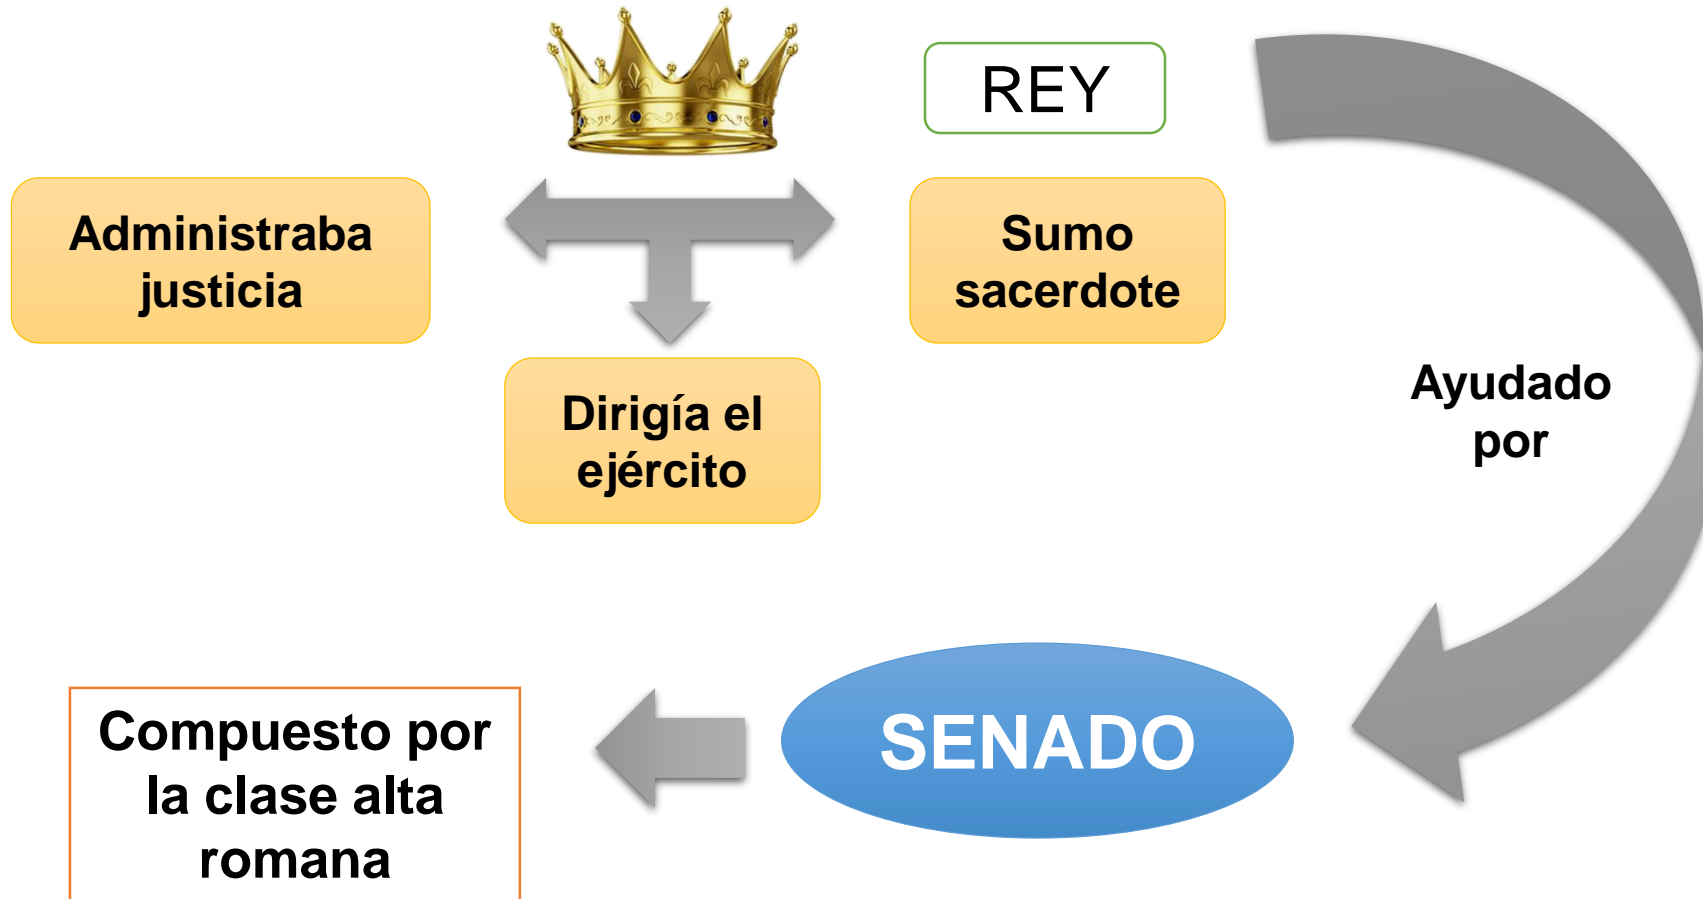 REY
Administraba
justicia
Sumo
sacerdote
Dirigía el
ejército
Ayudado
por
SENADO
Compuesto por
la clase alta
romana